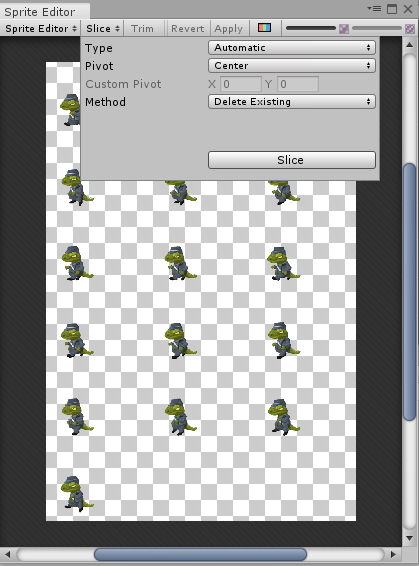 Sprite Editor
Sprite Editor Slice Trim Revert Apply
Type Automatic
Pivot Center
Custom Pivot X 0 Y 0
Method Delete Existing
Slice